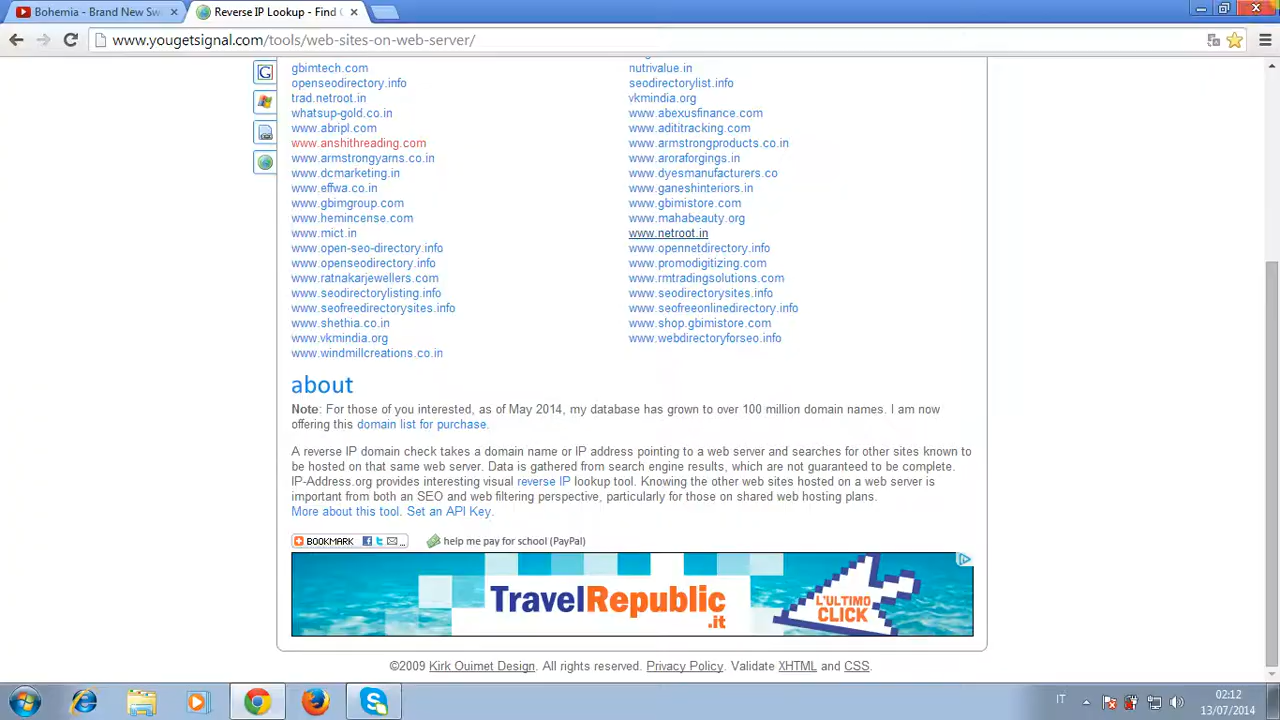 Bohemia - Brand New Sw
Reverse IP Lookup - Find
www.yougetsignal.com/tools/web-sites-on-web-server/
gbimtech.com
nutrivalue.in
openseodirectory.info
seodirectorylist.info
trad.netroot.in
vkmindia.org
whatsup-gold.co.in
www.abexusfinance.com
www.abripl.com
www.adititracking.com
www.anshithreading.com
www.armstrongproducts.co.in
www.armstrongyarns.co.in
www.aroraforgings.in
www.dcmarketing.in
www.dyesmanufacturers.co
www.effwa.co.in
www.ganeshinteriors.in
www.gbimgroup.com
www.gbimistore.com
www.hemincense.com
www.mahabeauty.org
www.mict.in
www.netroot.in
www.open-seo-directory.info
www.opennetdirectory.info
www.openseodirectory.info
www.promodigitizing.com
www.ratnakarjewellers.com
www.rmtradingsolutions.com
www.seodirectorylisting.info
www.seodirectorysites.info
www.seofreedirectorysites.info
www.seofreeonlinedirectory.info
www.shethia.co.in
www.shop.gbimistore.com
www.vkmindia.org
www.webdirectoryforseo.info
www.windmillcreations.co.in
about
Note: For those of you interested, as of May 2014, my database has grown to over 100 million domain names. I am now
offering this domain list for purchase.
A reverse IP domain check takes a domain name or IP address pointing to a web server and searches for other sites known to
be hosted on that same web server. Data is gathered from search engine results, which are not guaranteed to be complete.
IP-Address.org provides interesting visual reverse IP lookup tool. Knowing the other web sites hosted on a web server is
important from both an SEO and web filtering perspective, particularly for those on shared web hosting plans.
More about this tool. Set an API Key.
BOOKMARK ...
help me pay for school (PayPal)
TravelRepublic
.it
L'ULTIMO
CLICK
©2009 Kirk Ouimet Design. All rights reserved. Privacy Policy. Validate XHTML and CSS.
IT
02:12
13/07/2014